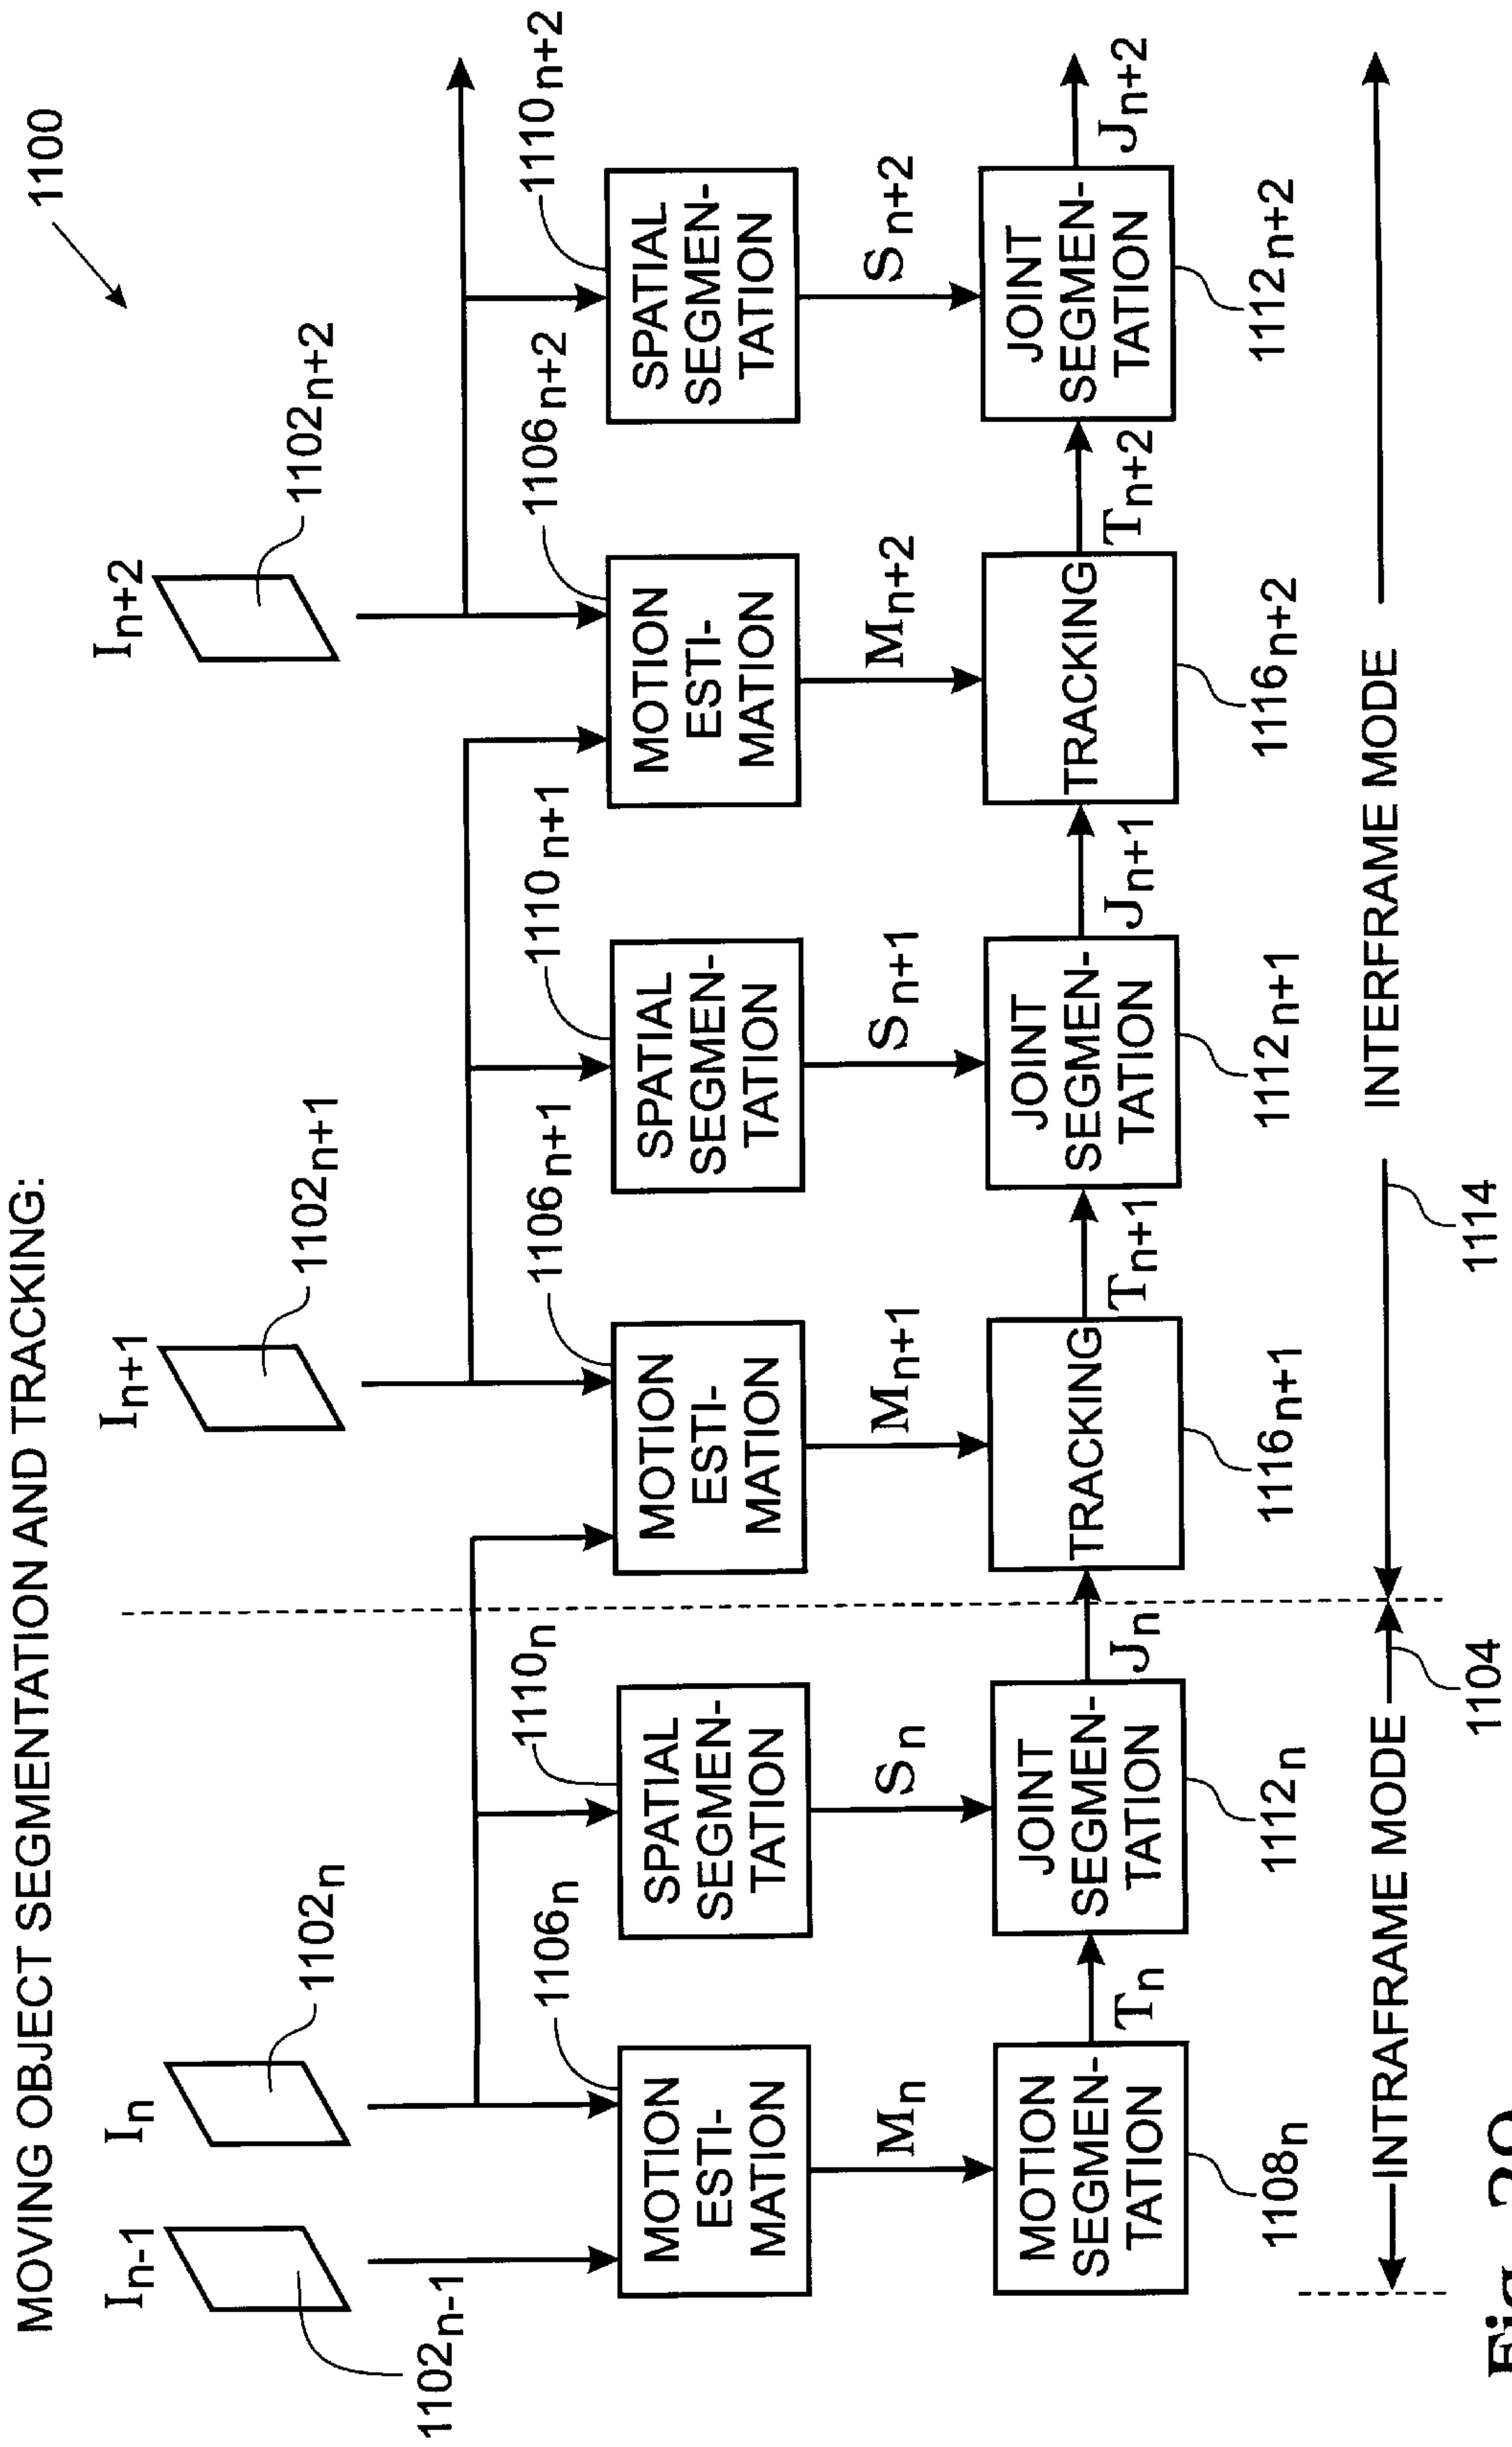 MOVING OBJECT SEGMENTATION AND TRACKING:
1100
In-1
In
In+1
In+2
1102n-1
1102n
1102n+1
1102n+2
1106n
1110n
1106n+1
1110n+1
1106n+2
1110n+2
MOTION
ESTI-
MATION
SPATIAL
SEGMEN-
TATION
MOTION
ESTI-
MATION
SPATIAL
SEGMEN-
TATION
MOTION
ESTI-
MATION
SPATIAL
SEGMEN-
TATION
Mn
Sn
Mn+1
Sn+1
Mn+2
Sn+2
MOTION
SEGMEN-
TATION
Tn
JOINT
SEGMEN-
TATION
Jn
TRACKING
Tn+1
JOINT
SEGMEN-
TATION
Jn+1
TRACKING
Tn+2
JOINT
SEGMEN-
TATION
Jn+2
1108n
1112n
1116n+1
1112n+1
1116n+2
1112n+2
INTRAFRAME MODE
INTERFRAME MODE
1104
1114